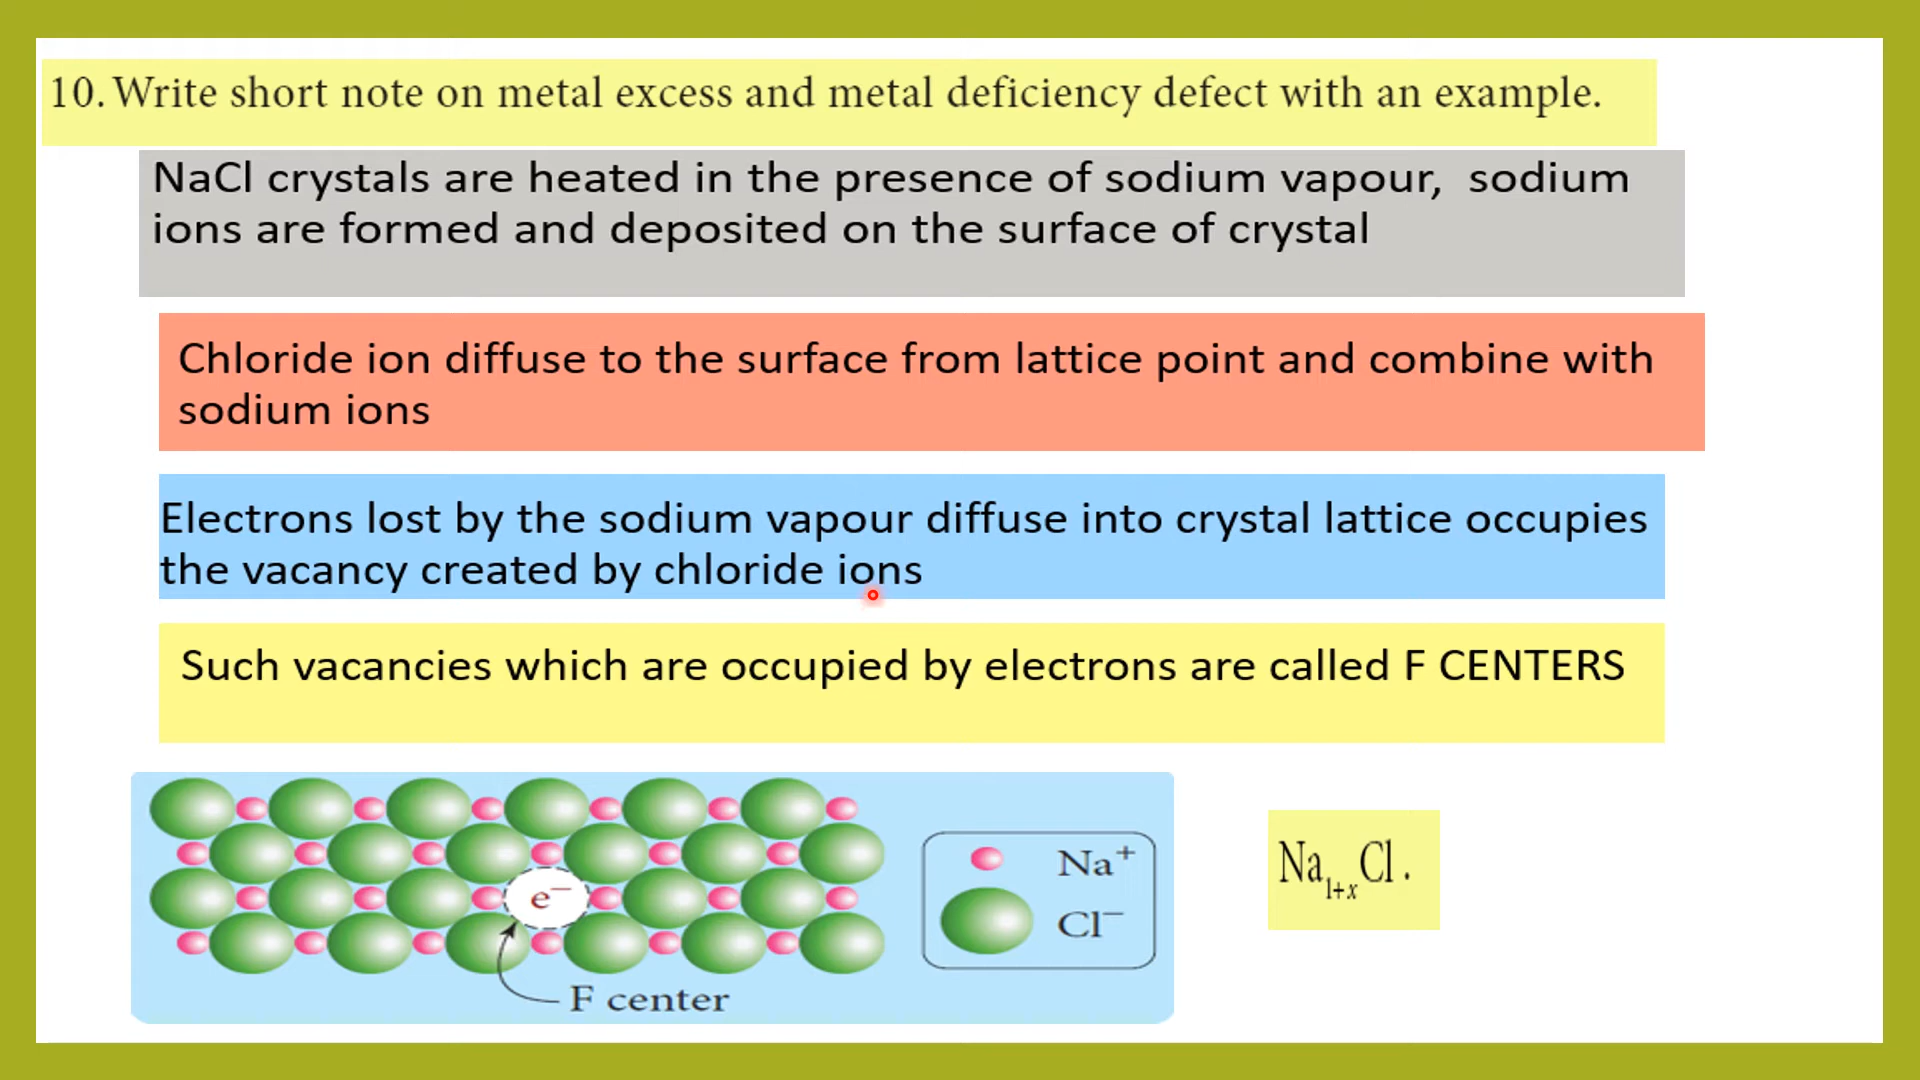 10. Write short note on metal excess and metal deficiency defect with an example.
NaCl crystals are heated in the presence of sodium vapour, sodium
ions are formed and deposited on the surface of crystal
Chloride ion diffuse to the surface from lattice point and combine with
sodium ions
Electrons lost by the sodium vapour diffuse into crystal lattice occupies
the vacancy created by chloride ions
Such vacancies which are occupied by electrons are called F CENTERS
e⁻
Na⁺
Cl⁻
F center
Na₁₊ₓCl.